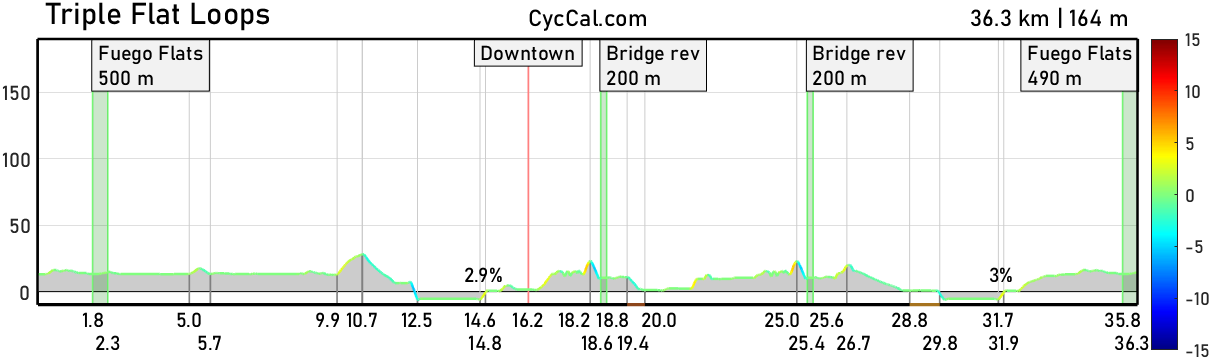 Triple Flat Loops
CycCal.com
36.3 km | 164 m
Fuego Flats
500 m
Downtown
Bridge rev
200 m
Bridge rev
200 m
Fuego Flats
490 m
150
100
50
0
2.9%
3%
1.8 5.0 9.9 10.7 12.5 14.6 16.2 18.2 18.8 20.0 25.0 25.6 28.8 31.7 35.8
2.3 5.7 14.8 18.6 19.4 25.4 26.7 29.8 31.9 36.3
15
10
5
0
−5
−10
−15